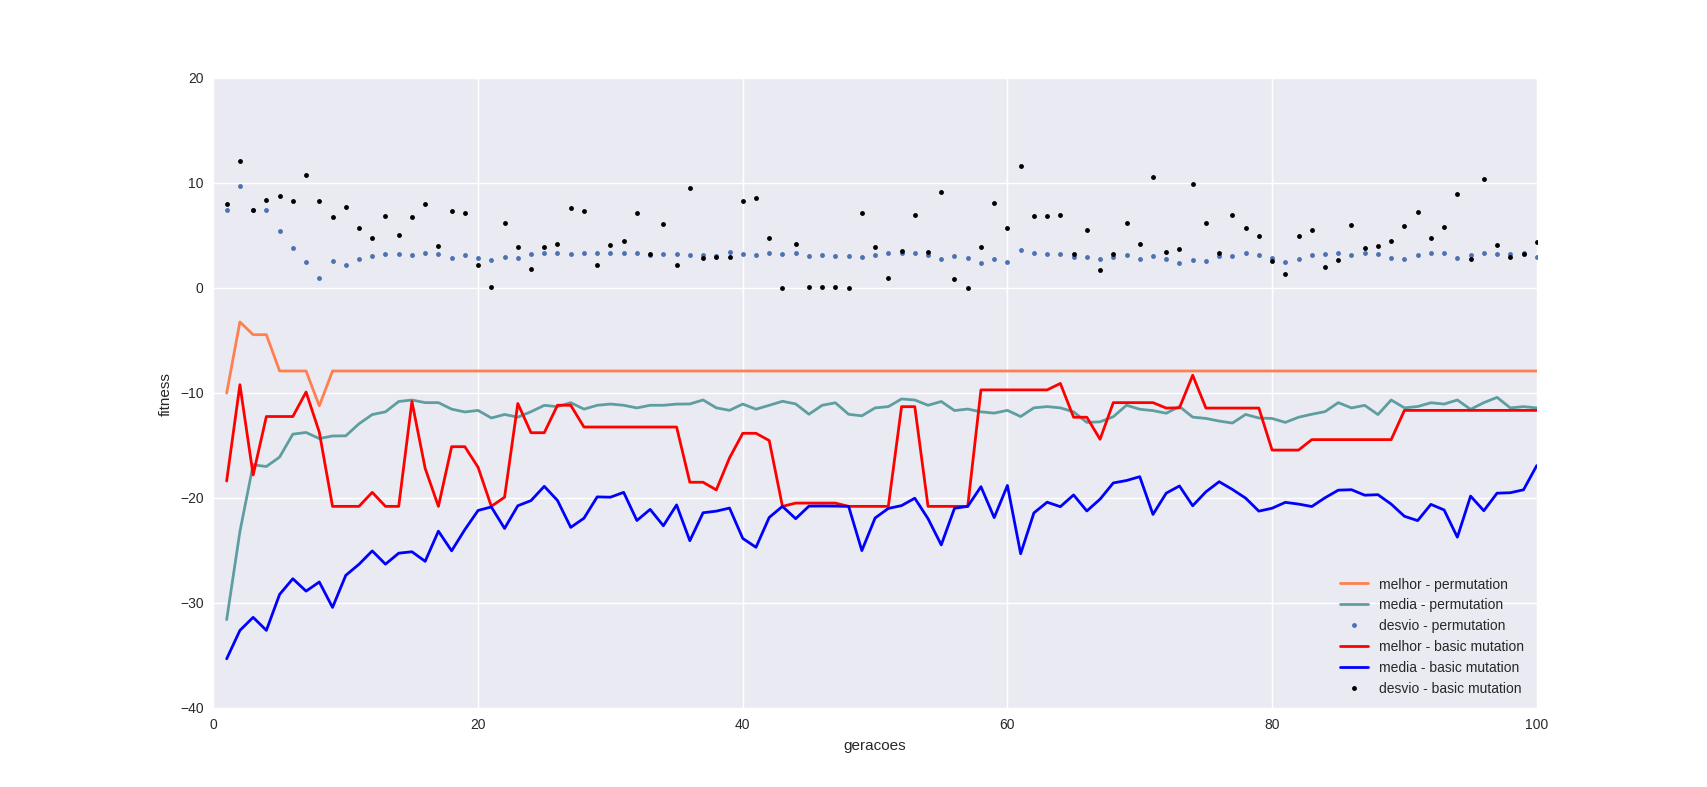 20
10
0
−10
−20
−30
−40
fitness
0
20
40
60
80
100
geracoes
melhor - permutation
media - permutation
desvio - permutation
melhor - basic mutation
media - basic mutation
desvio - basic mutation